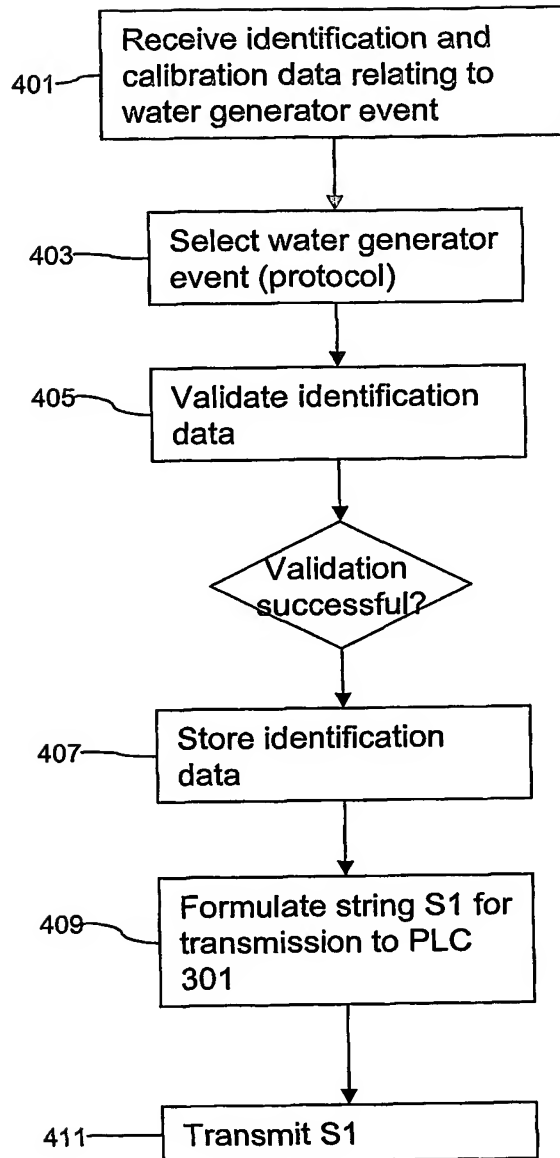 Receive identification and
401
calibration data relating to
water generator event
403
Select water generator
event (protocol)
405
Validate identification
data
Validation
successful?
407
Store identification
data
409
Formulate string S1 for
transmission to PLC
301
411
Transmit S1